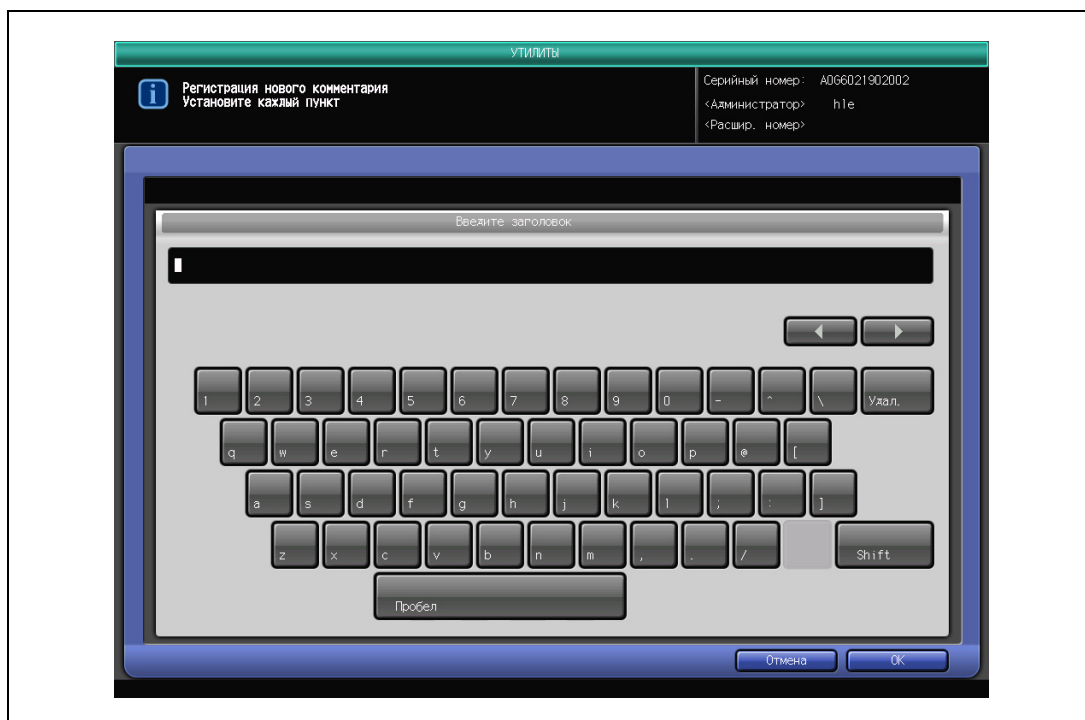 УТИЛИТЫ
Регистрация нового комментария
Установите каждый пункт
Серийный номер: A0G6021902002
<Администратор> hle
<Расшир. номер>
Введите заголовок
1 2 3 4 5 6 7 8 9 0 - ^ \ Удал.
q w e r t y u i o p @ [
a s d f g h j k l ; : ]
z x c v b n m , . / Shift
Пробел
Отмена OK